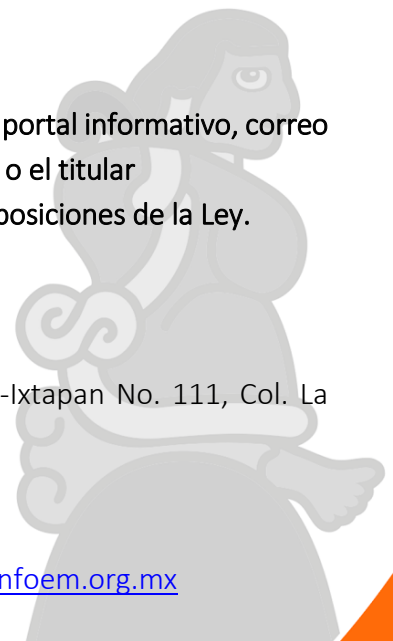 portal informativo, correo
o el titular
posiciones de la Ley.
-Ixtapan No. 111, Col. La
nfoem.org.mx